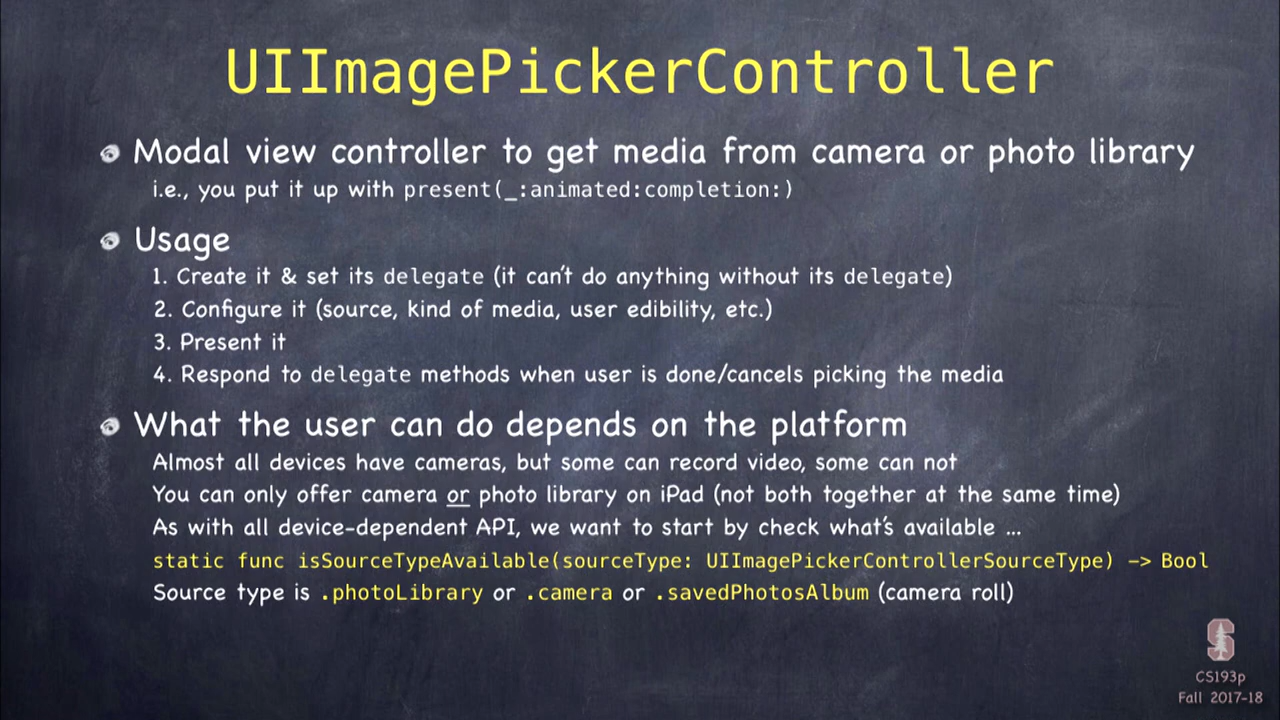 UIImagePickerController
Modal view controller to get media from camera or photo library
i.e., you put it up with present(_:animated:completion:)
Usage
1. Create it & set its delegate (it can't do anything without its delegate)
2. Configure it (source, kind of media, user edibility, etc.)
3. Present it
4. Respond to delegate methods when user is done/cancels picking the media
What the user can do depends on the platform
Almost all devices have cameras, but some can record video, some can not
You can only offer camera or photo library on iPad (not both together at the same time)
As with all device-dependent API, we want to start by check what's available ...
static func isSourceTypeAvailable(sourceType: UIImagePickerControllerSourceType) -> Bool
Source type is .photoLibrary or .camera or .savedPhotosAlbum (camera roll)
S
CS193p
Fall 2017-18